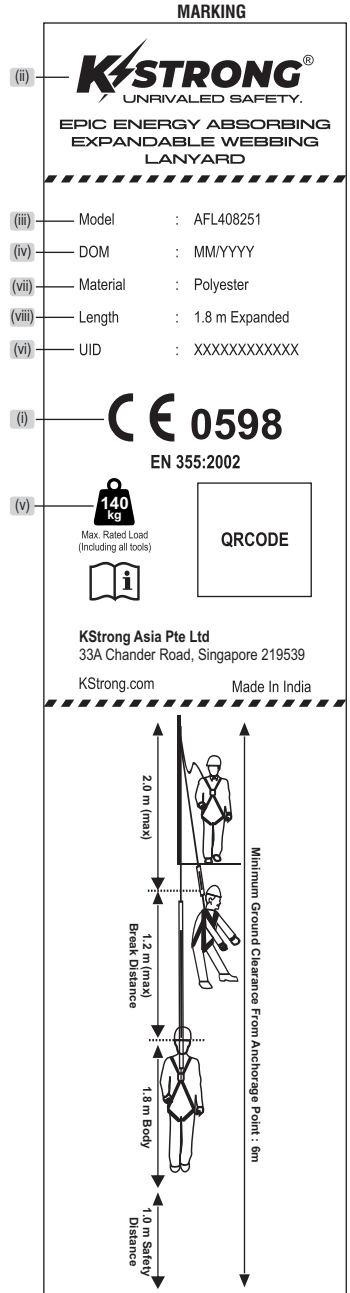 MARKING
(ii)
KSTRONG®
UNRIVALED SAFETY.
EPIC ENERGY ABSORBING
EXPANDABLE WEBBING
LANYARD
(iii) Model : AFL408251
(iv) DOM : MM/YYYY
(vii) Material : Polyester
(viii) Length : 1.8 m Expanded
(vi) UID : XXXXXXXXXXXX
(i) CE 0598
EN 355:2002
(v) 140
kg
Max. Rated Load
(Including all tools)
i
QRCODE
KStrong Asia Pte Ltd
33A Chander Road, Singapore 219539
KStrong.com Made In India
2.0 m (max)
1.2 m (max)
Break Distance
1.8 m Body
1.0 m Safety
Distance
Minimum Ground Clearance From Anchorage Point : 6m